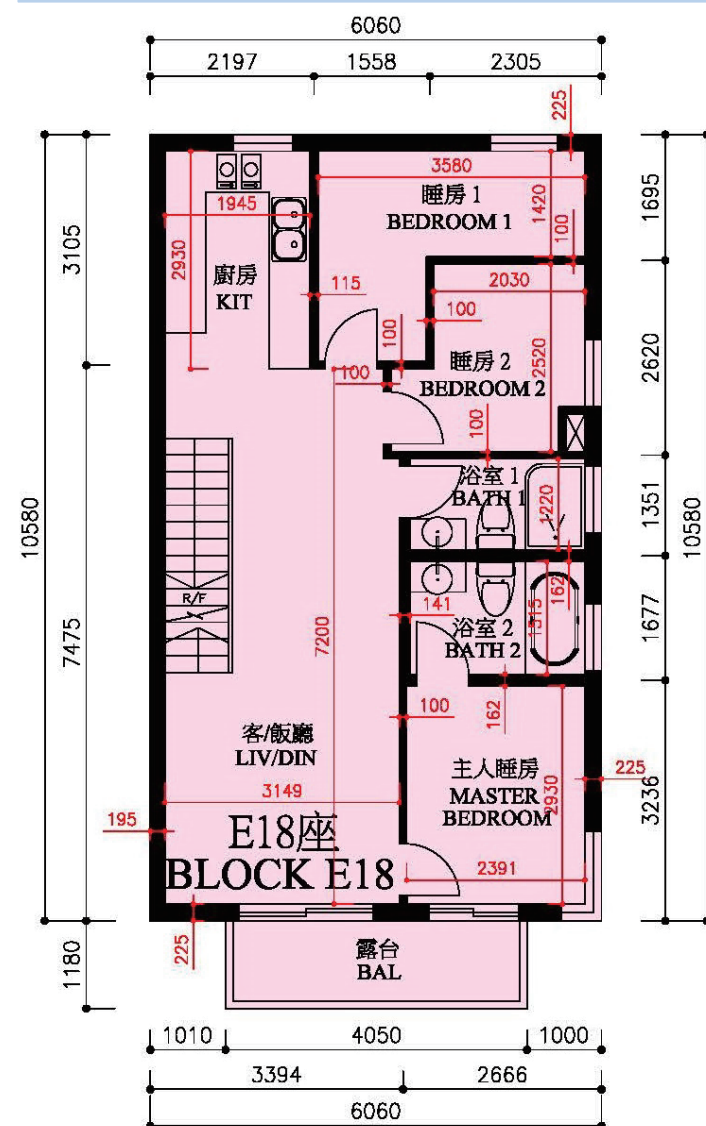 6060
2197 1558 2305
225
3580
睡房 1
BEDROOM 1
1420
1695
1945
100
3105
2930
廚房
KIT
115
2030
100
100
睡房 2
BEDROOM 2
2520
2620
100
100
浴室 1
BATH 1
1220
1351
10580
10580
R/F
162
141
浴室 2
BATH 2
1515
1677
7475
7200
162
100
客/飯廳
LIV/DIN
主人睡房
MASTER
BEDROOM
2930
225
3236
3149
195
E18座
BLOCK E18
2391
225
露台
BAL
1180
1010 4050 1000
3394 2666
6060